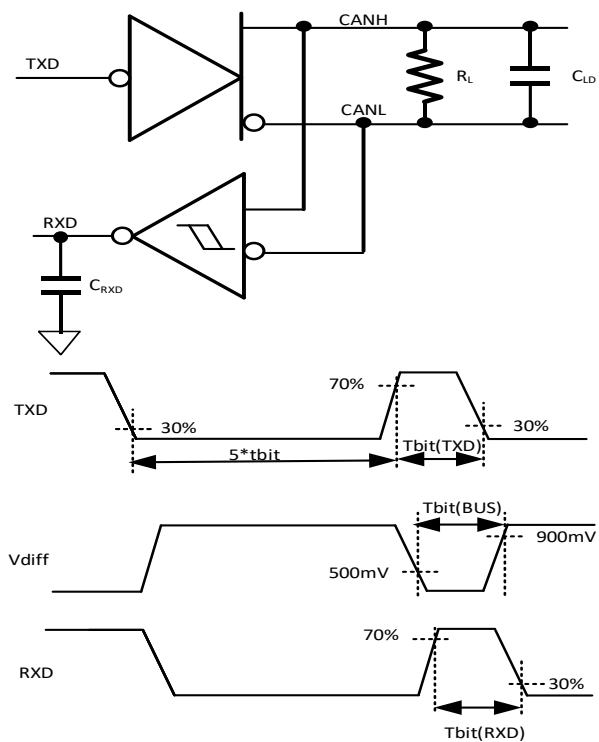 CANH
TXD
RL
CLD
CANL
RXD
CRXD
70%
TXD
30%
30%
5*tbit
Tbit(TXD)
Tbit(BUS)
900mV
Vdiff
500mV
70%
RXD
30%
Tbit(RXD)